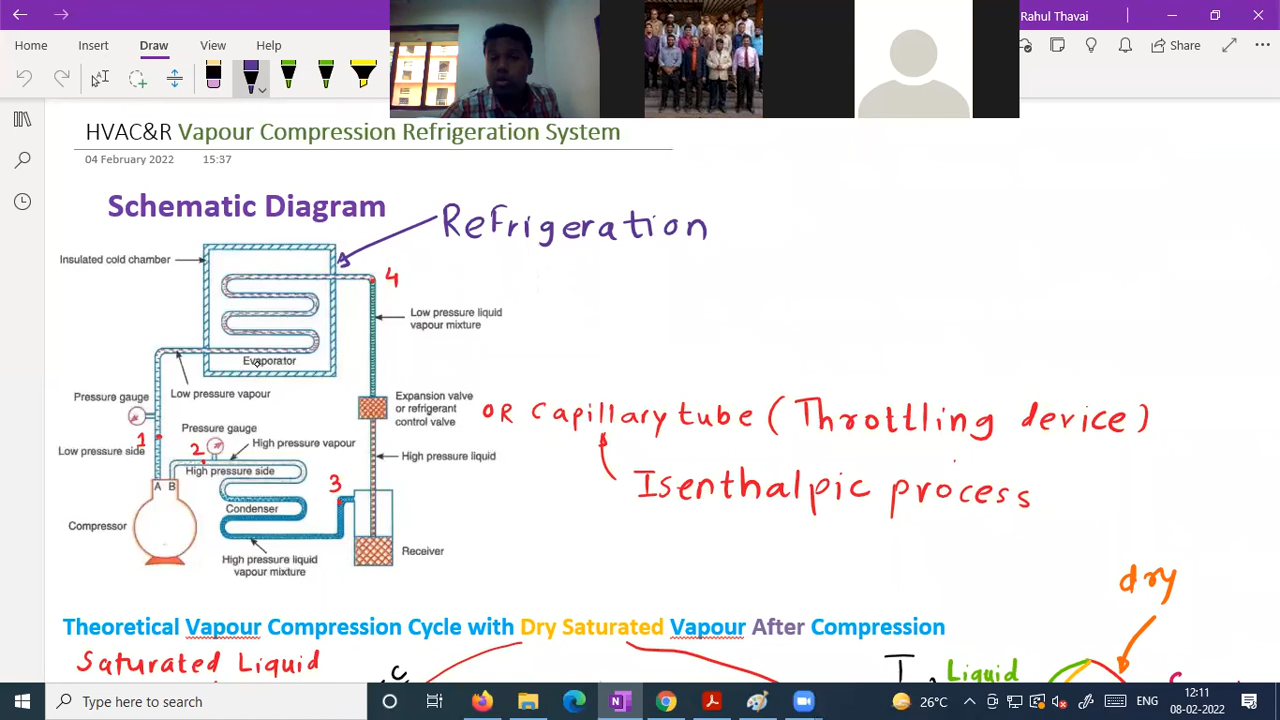 Rahul Thavai
Home Insert Draw View Help
Share
HVAC&R Vapour Compression Refrigeration System
04 February 2022 15:37
Schematic Diagram
Refrigeration
Insulated cold chamber
4
Low pressure liquid
vapour mixture
Evaporator
Low pressure vapour
Pressure gauge
Expansion valve
or refrigerant
control valve
OR Capillary tube (Throttling device)
Pressure gauge
1
2
High pressure vapour
Low pressure side
High pressure liquid
High pressure side
3
Isenthalpic process
A B
Condenser
Compressor
Receiver
High pressure liquid
vapour mixture
dry
Theoretical Vapour Compression Cycle with Dry Saturated Vapour After Compression
Saturated Liquid
C
T
Liquid
Type here to search
26°C
ENG
12:11
08-02-2022